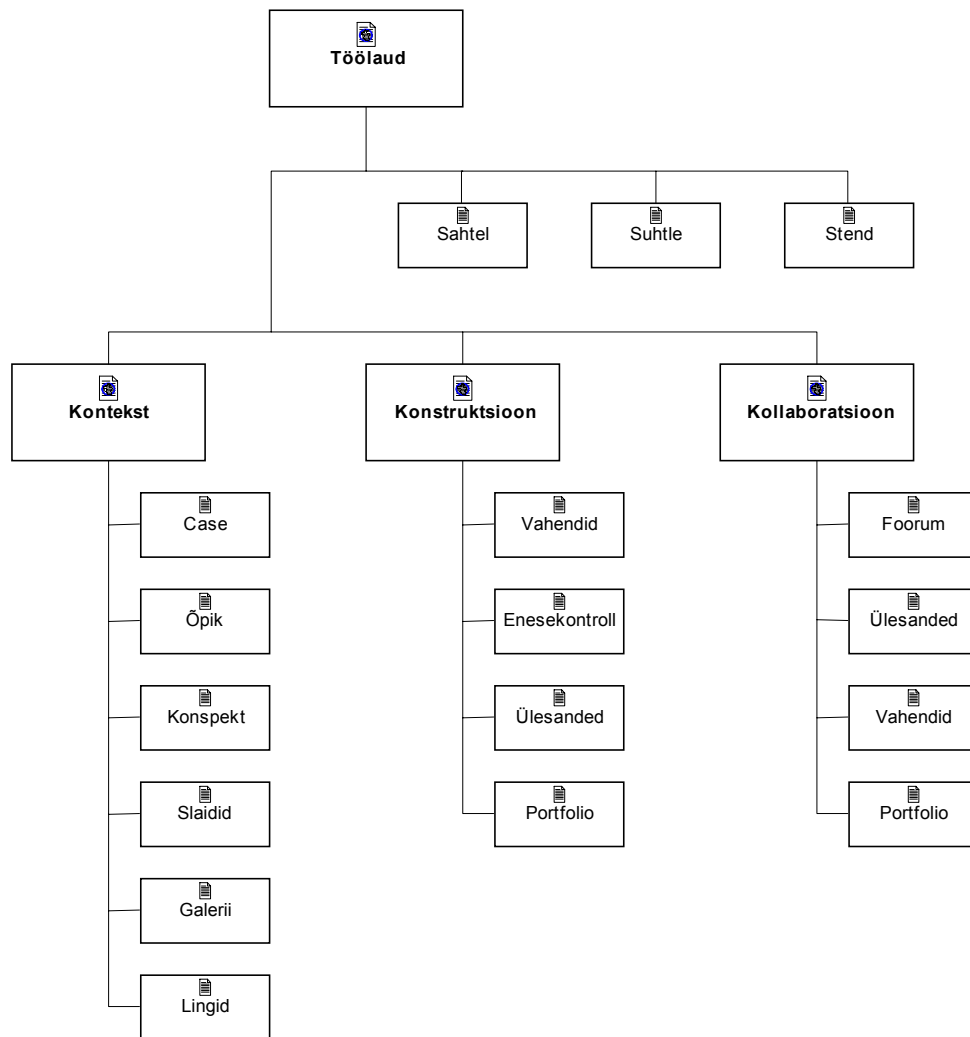 Töölaud
Sahtel
Suhtle
Stend
Kontekst
Konstruktsioon
Kollaboratsioon
Case
Vahendid
Foorum
Õpik
Enesekontroll
Ülesanded
Konspekt
Ülesanded
Vahendid
Slaidid
Portfolio
Portfolio
Galerii
Lingid